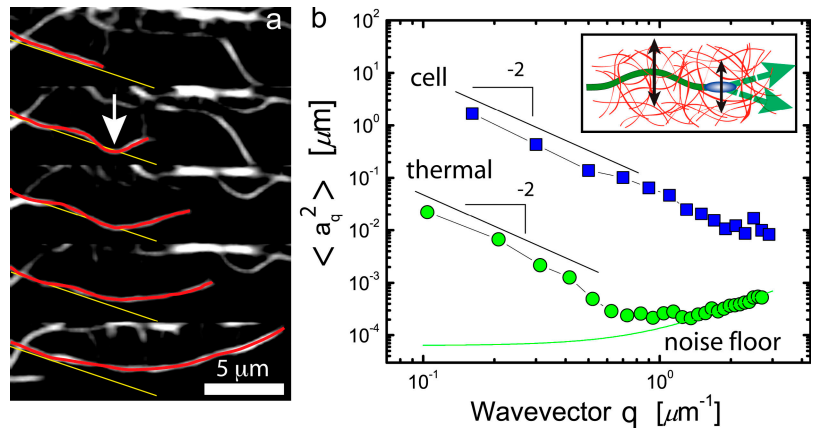 a
5 μm
b
10²
10¹
10⁰
10⁻¹
10⁻²
10⁻³
10⁻⁴
< a_q² > [μm]
cell
-2
thermal
-2
noise floor
10⁻¹
10⁰
Wavevector q [μm⁻¹]